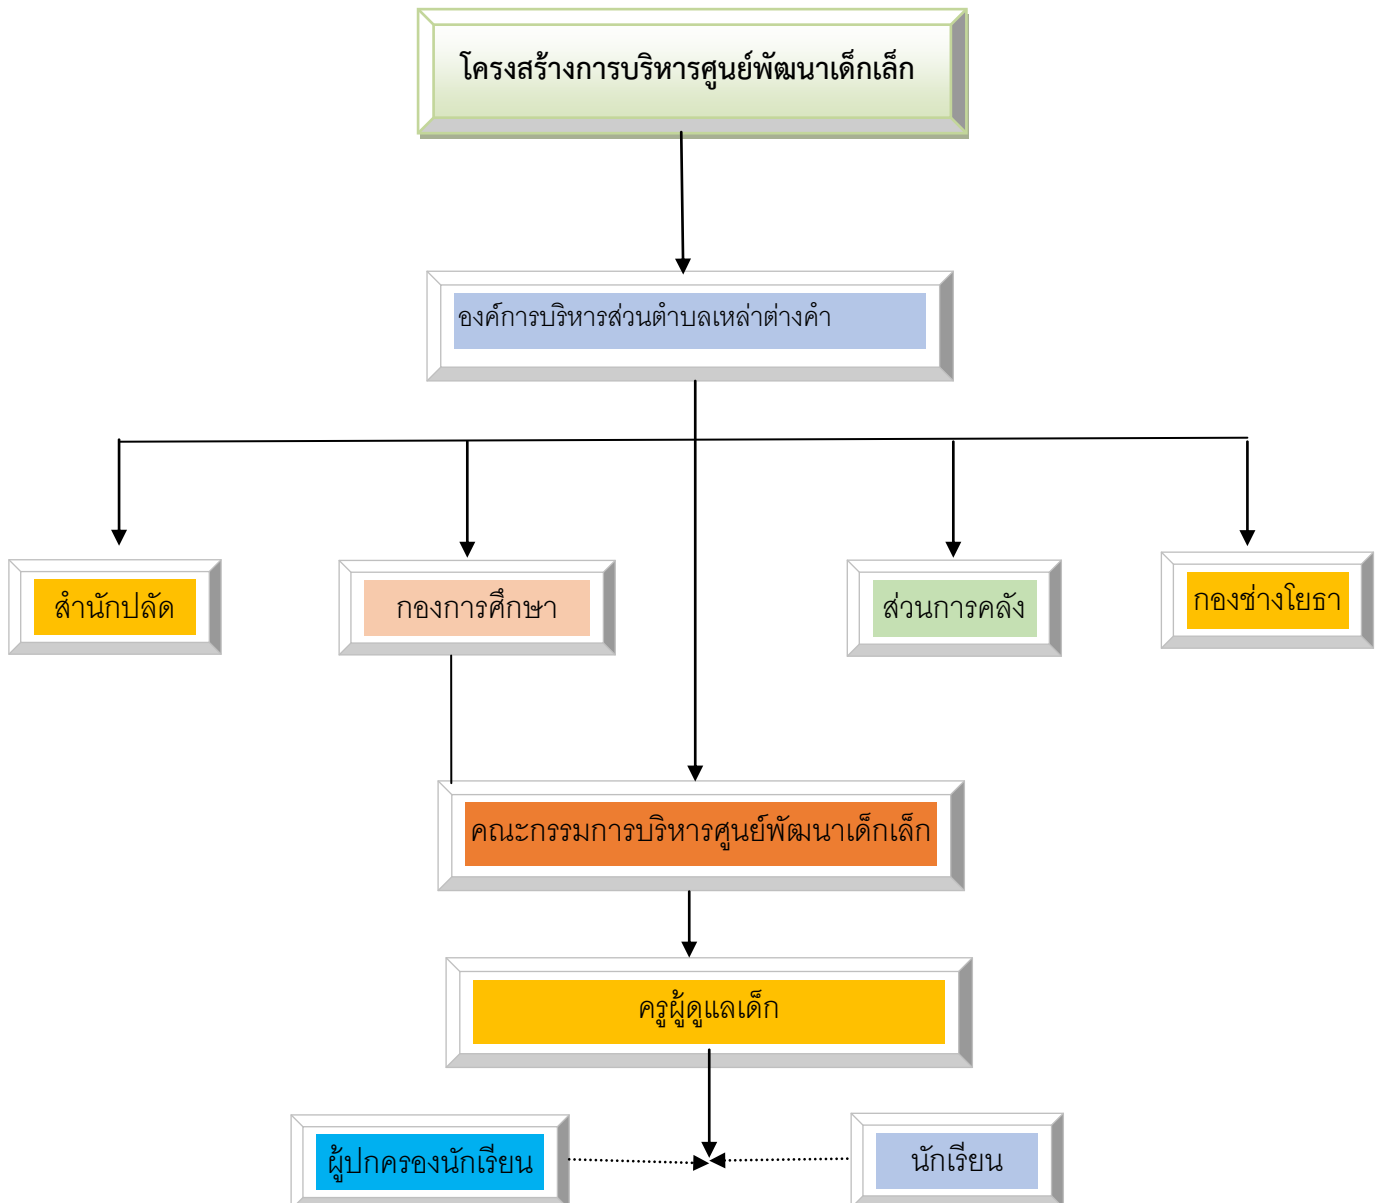 โครงสร้างการบริหารศูนย์พัฒนาเด็กเล็ก
องค์การบริหารส่วนตำบลเหล่าต่างคำ
สำนักปลัด
กองการศึกษา
ส่วนการคลัง
กองช่างโยธา
คณะกรรมการบริหารศูนย์พัฒนาเด็กเล็ก
ครูผู้ดูแลเด็ก
ผู้ปกครองนักเรียน
นักเรียน